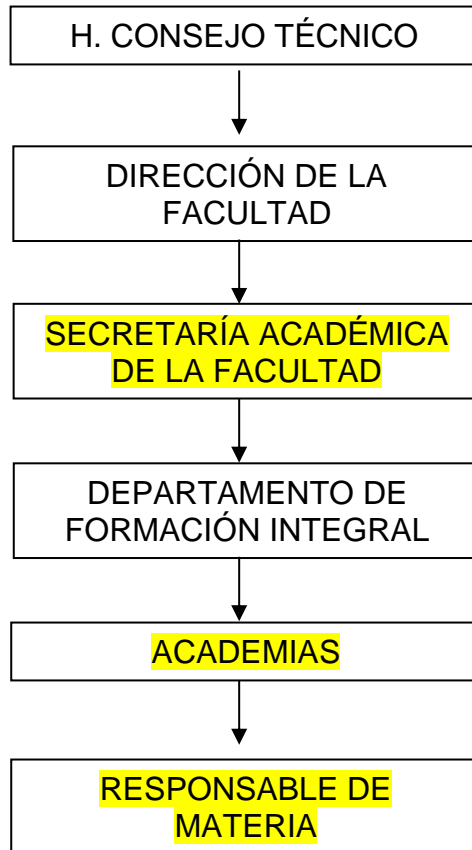 H. CONSEJO TÉCNICO
DIRECCIÓN DE LA
FACULTAD
SECRETARÍA ACADÉMICA
DE LA FACULTAD
DEPARTAMENTO DE
FORMACIÓN INTEGRAL
ACADEMIAS
RESPONSABLE DE
MATERIA